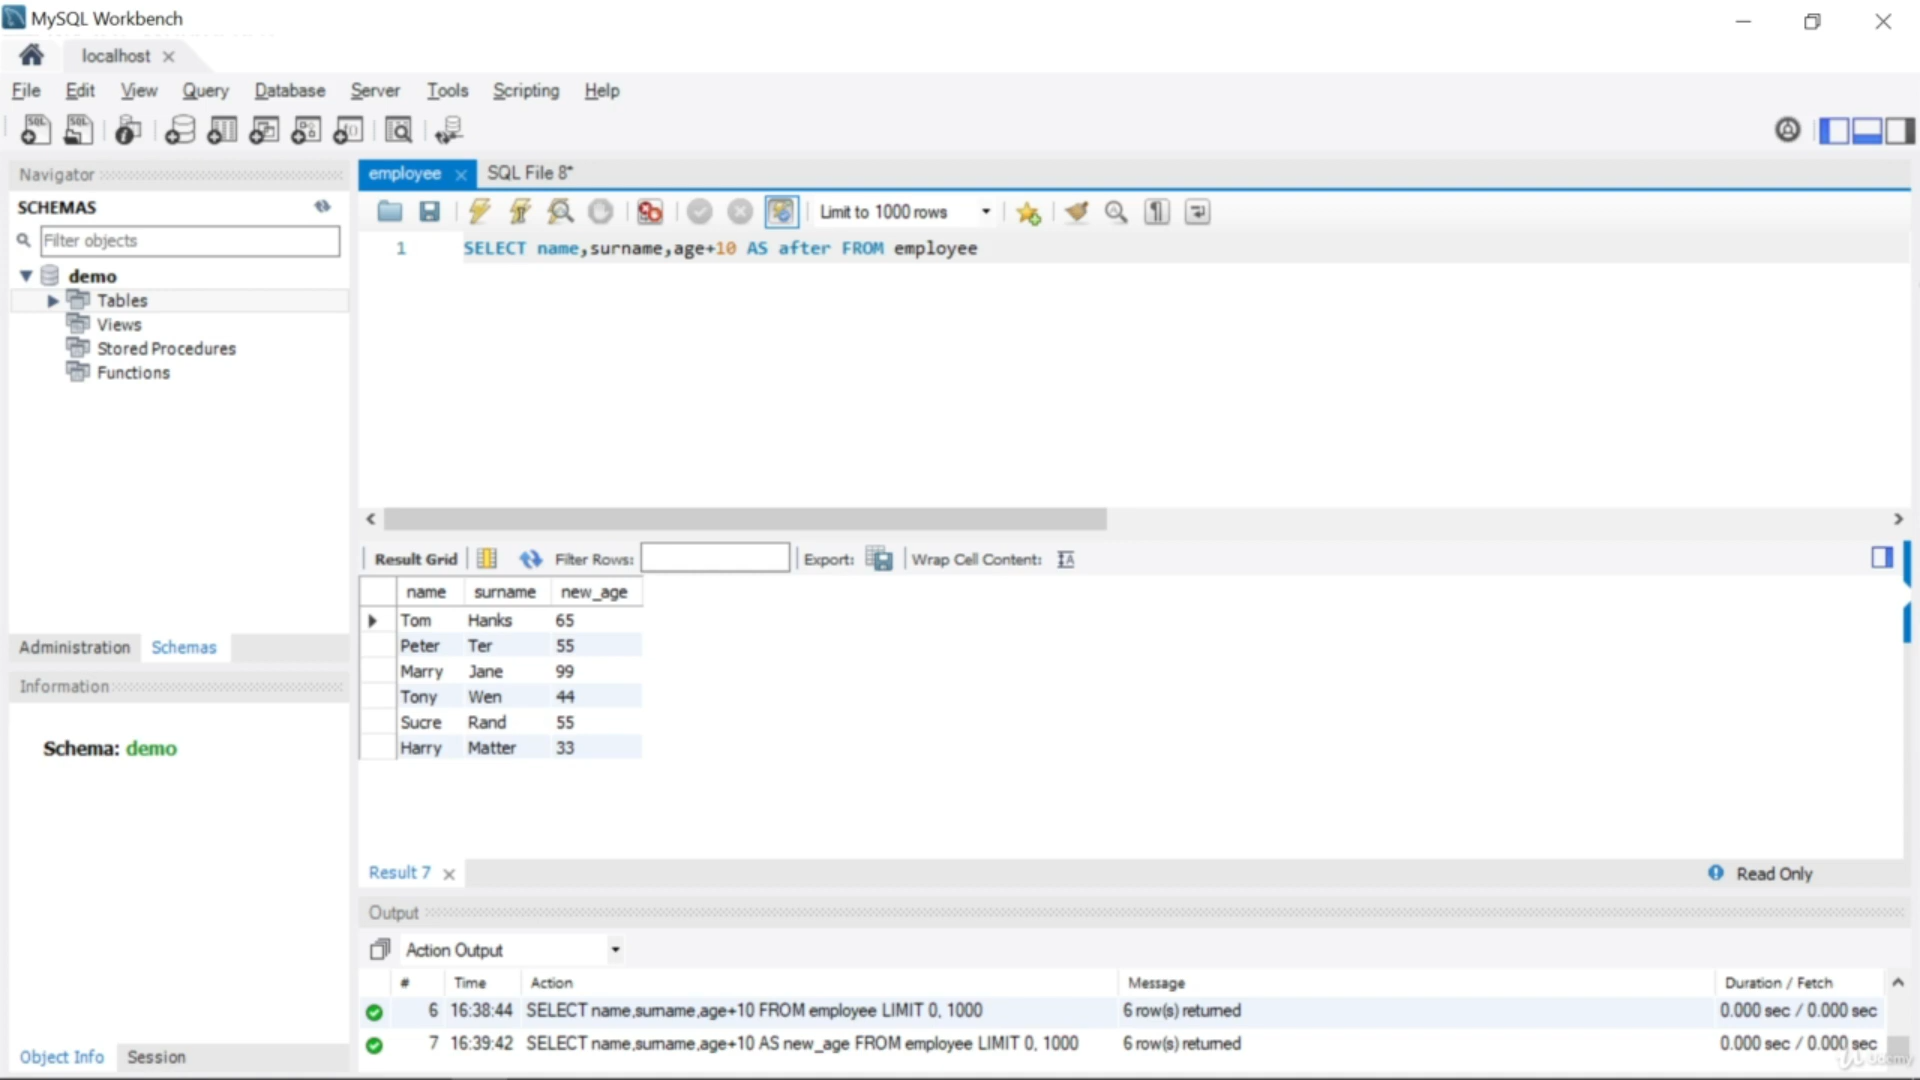 MySQL Workbench
localhost
File Edit View Query Database Server Tools Scripting Help
Navigator
SCHEMAS
Filter objects
demo
Tables
Views
Stored Procedures
Functions
Administration Schemas
Information
Schema: demo
Object Info Session
employee SQL File 8*
Limit to 1000 rows
1 SELECT name,surname,age+10 AS after FROM employee
Result Grid Filter Rows: Export: Wrap Cell Content:
name surname new_age
Tom Hanks 65
Peter Ter 55
Marry Jane 99
Tony Wen 44
Sucre Rand 55
Harry Matter 33
Result 7 Read Only
Output
Action Output
# Time Action Message Duration / Fetch
6 16:38:44 SELECT name,surname,age+10 FROM employee LIMIT 0, 1000 6 row(s) returned 0.000 sec / 0.000 sec
7 16:39:42 SELECT name,surname,age+10 AS new_age FROM employee LIMIT 0, 1000 6 row(s) returned 0.000 sec / 0.000 sec
Udemy